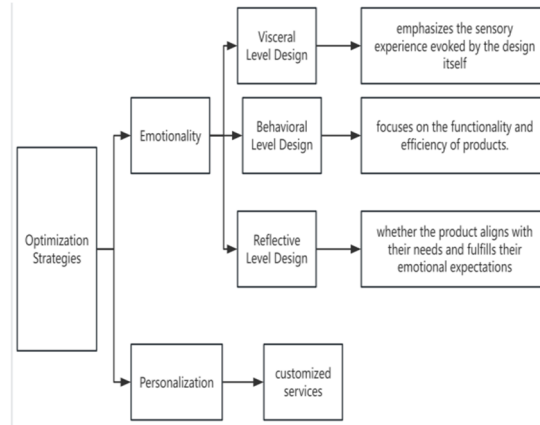 Optimization
Strategies
Emotionality
Visceral
Level Design
emphasizes the sensory
experience evoked by the design
itself
Behavioral
Level Design
focuses on the functionality and
efficiency of products.
Reflective
Level Design
whether the product aligns with
their needs and fulfills their
emotional expectations
Personalization
customized
services